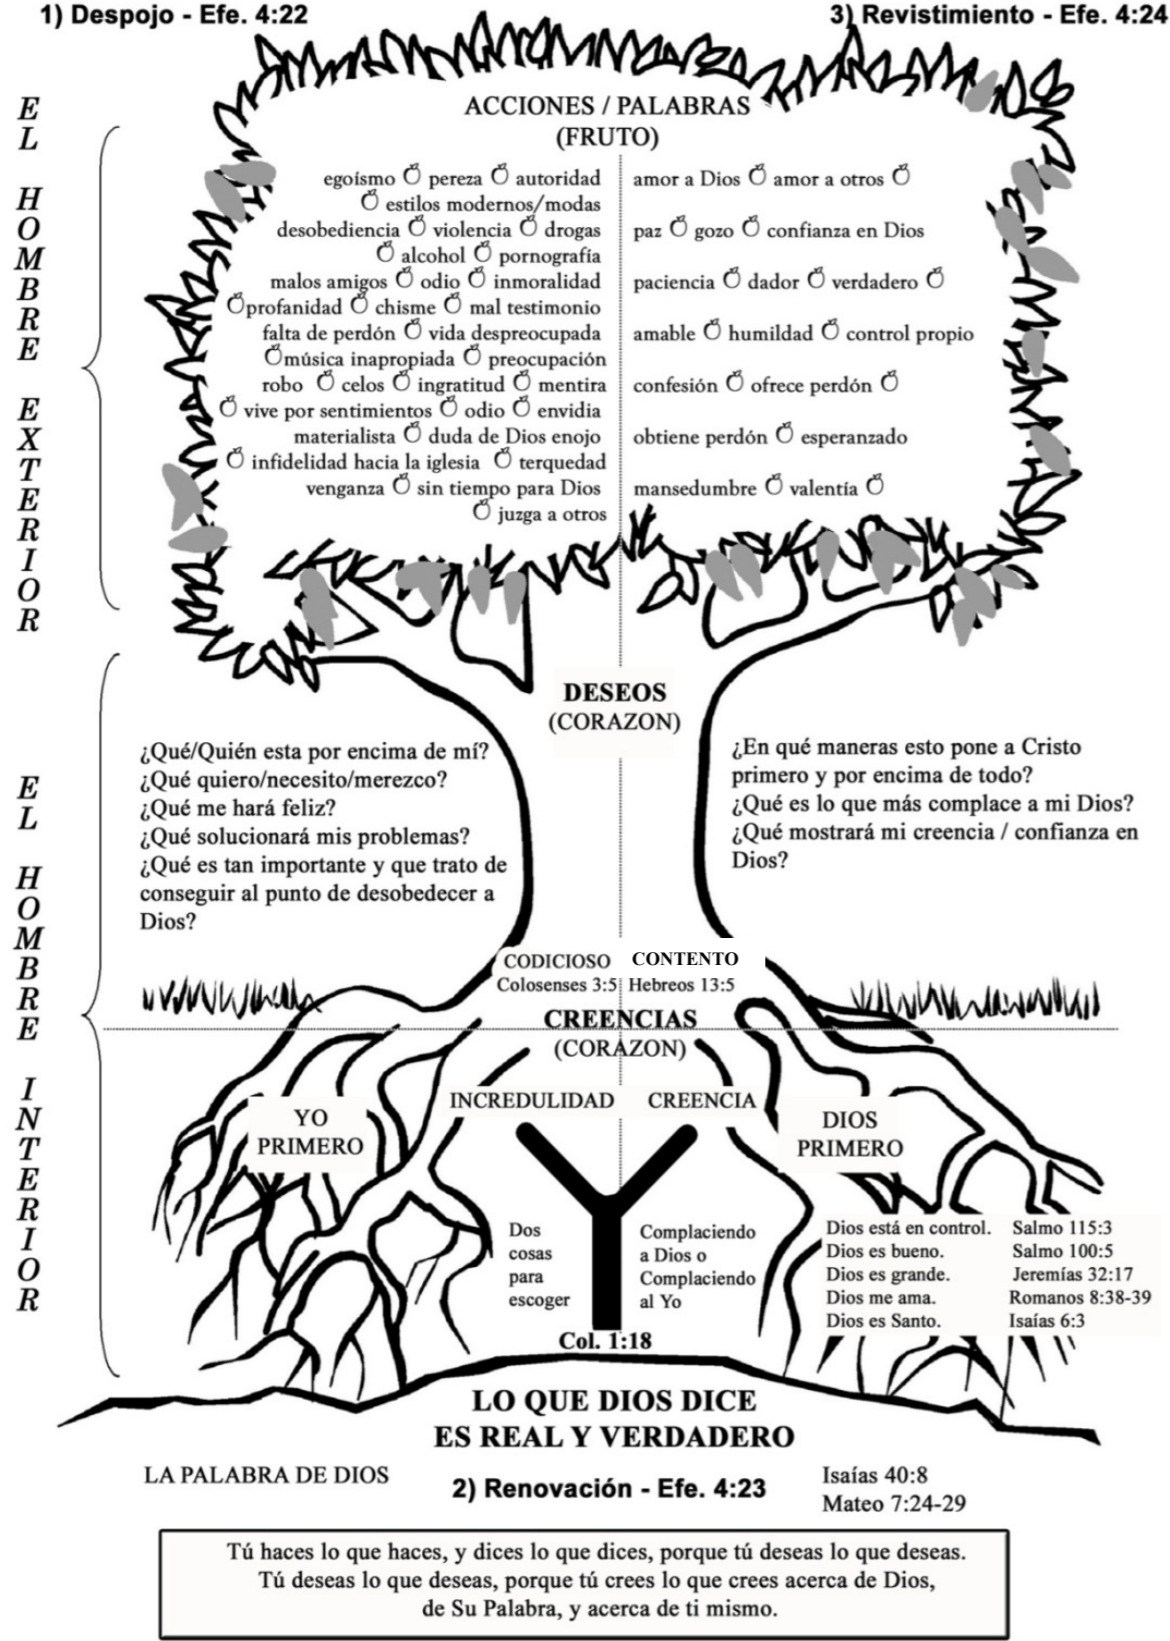 1) Despojo - Efe. 4:22
3) Revistimiento - Efe. 4:24
EL HOMBRE EXTERIOR
ACCIONES / PALABRAS
(FRUTO)
egoísmo pereza autoridad
estilos modernos/modas
desobediencia violencia drogas
alcohol pornografía
malos amigos odio inmoralidad
profanidad chisme mal testimonio
falta de perdón vida despreocupada
música inapropiada preocupación
robo celos ingratitud mentira
vive por sentimientos odio envidia
materialista duda de Dios enojo
infidelidad hacia la iglesia terquedad
venganza sin tiempo para Dios
juzga a otros
amor a Dios amor a otros
paz gozo confianza en Dios
paciencia dador verdadero
amable humildad control propio
confesión ofrece perdón
obtiene perdón esperanzado
mansedumbre valentía
EL HOMBRE INTERIOR
DESEOS
(CORAZON)
¿Qué/Quién esta por encima de mí?
¿Qué quiero/necesito/merezco?
¿Qué me hará feliz?
¿Qué solucionará mis problemas?
¿Qué es tan importante y que trato de
conseguir al punto de desobedecer a
Dios?
¿En qué maneras esto pone a Cristo
primero y por encima de todo?
¿Qué es lo que más complace a mi Dios?
¿Qué mostrará mi creencia / confianza en
Dios?
CODICIOSO CONTENTO
Colosenses 3:5 Hebreos 13:5
CREENCIAS
(CORAZON)
INCREDULIDAD CREENCIA
YO
PRIMERO
DIOS
PRIMERO
Dos
cosas
para
escoger
Complaciendo
a Dios o
Complaciendo
al Yo
Dios está en control. Salmo 115:3
Dios es bueno. Salmo 100:5
Dios es grande. Jeremías 32:17
Dios me ama. Romanos 8:38-39
Dios es Santo. Isaías 6:3
Col. 1:18
LO QUE DIOS DICE
ES REAL Y VERDADERO
LA PALABRA DE DIOS
2) Renovación - Efe. 4:23
Isaías 40:8
Mateo 7:24-29
Tú haces lo que haces, y dices lo que dices, porque tú deseas lo que deseas.
Tú deseas lo que deseas, porque tú crees lo que crees acerca de Dios,
de Su Palabra, y acerca de ti mismo.